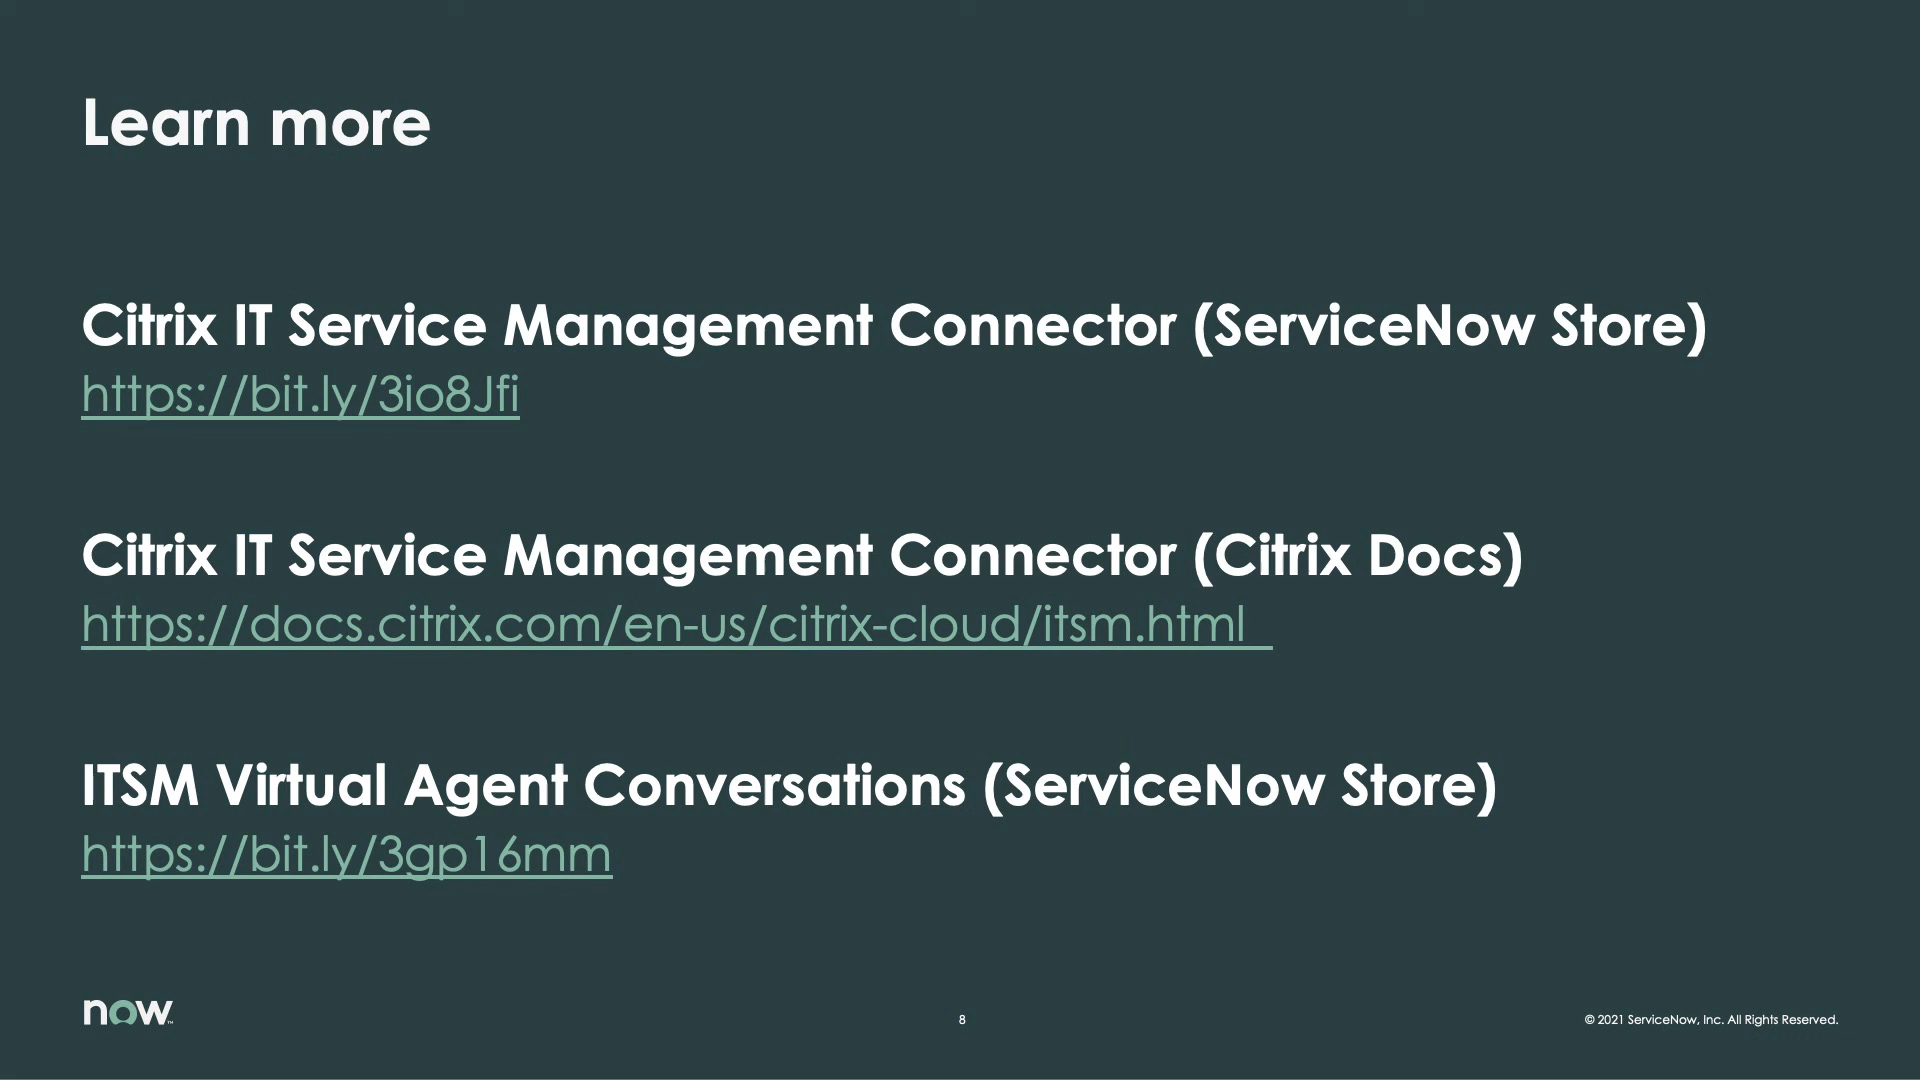 Learn more
Citrix IT Service Management Connector (ServiceNow Store)
https://bit.ly/3io8Jfi
Citrix IT Service Management Connector (Citrix Docs)
https://docs.citrix.com/en-us/citrix-cloud/itsm.html
ITSM Virtual Agent Conversations (ServiceNow Store)
https://bit.ly/3gp16mm
now™
8
© 2021 ServiceNow, Inc. All Rights Reserved.